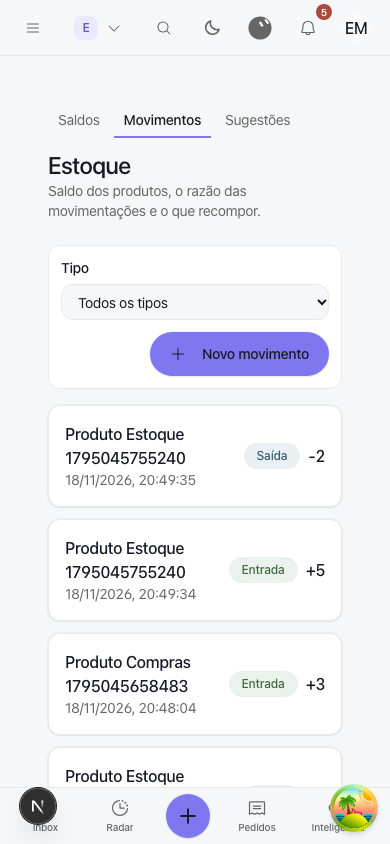 E
5
EM
Saldos
Movimentos
Sugestões
Estoque
Saldo dos produtos, o razão das
movimentações e o que recompor.
Tipo
Todos os tipos
Novo movimento
Produto Estoque
1795045755240
18/11/2026, 20:49:35
Saída
-2
Produto Estoque
1795045755240
18/11/2026, 20:49:34
Entrada
+5
Produto Compras
1795045658483
18/11/2026, 20:48:04
Entrada
+3
Produto Estoque
N
Inbox
Radar
Pedidos